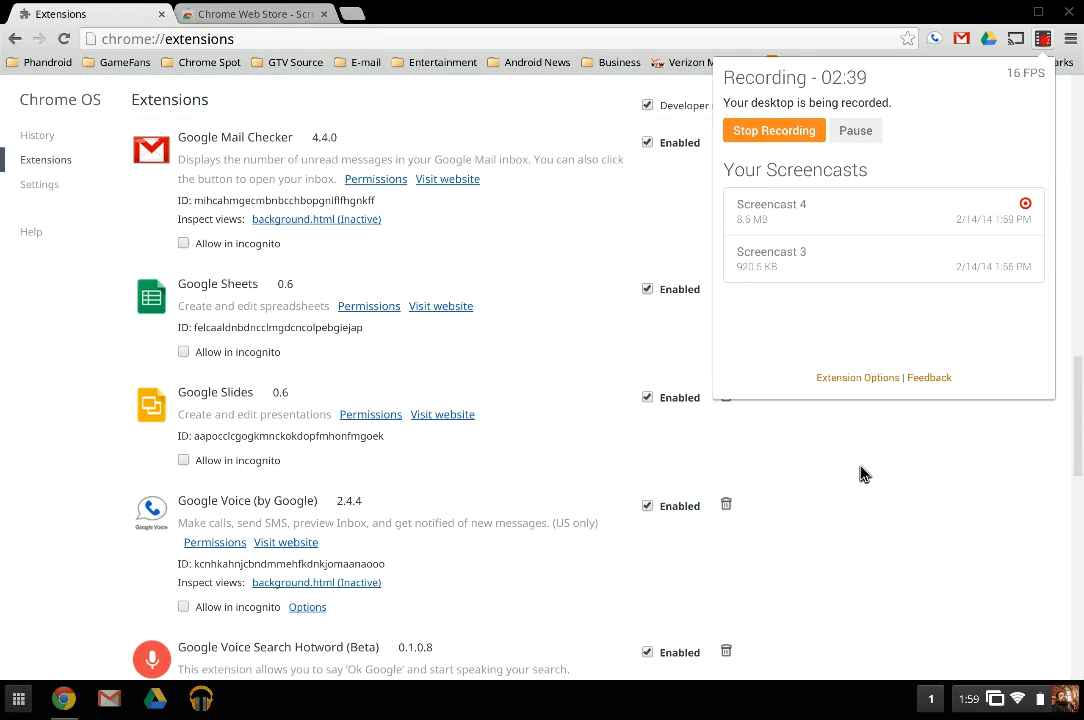 Extensions
Chrome Web Store - Scr
chrome://extensions
Phandroid
GameFans
Chrome Spot
GTV Source
E-mail
Entertainment
Android News
Business
Verizon M
arks
Chrome OS
History
Extensions
Settings
Help
Extensions
Developer
Google Mail Checker 4.4.0
Enabled
Displays the number of unread messages in your Google Mail inbox. You can also click
the button to open your inbox. Permissions Visit website
ID: mihcahmgecmbnbcchbopgniflfhgnkff
Inspect views: background.html (Inactive)
Allow in incognito
Google Sheets 0.6
Enabled
Create and edit spreadsheets Permissions Visit website
ID: felcaaldnbdncclmgdcncolpebgiejap
Allow in incognito
Google Slides 0.6
Enabled
Create and edit presentations Permissions Visit website
ID: aapocclcgogkmnckokdopfmhonfmgoek
Allow in incognito
Google Voice (by Google) 2.4.4
Enabled
Make calls, send SMS, preview Inbox, and get notified of new messages. (US only)
Permissions Visit website
Google Voice
ID: kcnhkahnjcbndmmehfkdnkjomaanaooo
Inspect views: background.html (Inactive)
Allow in incognito Options
Google Voice Search Hotword (Beta) 0.1.0.8
Enabled
This extension allows you to say 'Ok Google' and start speaking your search.
Recording - 02:39
16 FPS
Your desktop is being recorded.
Stop Recording
Pause
Your Screencasts
Screencast 4
8.6 MB
2/14/14 1:59 PM
Screencast 3
920.5 KB
2/14/14 1:56 PM
Extension Options | Feedback
1
1:59